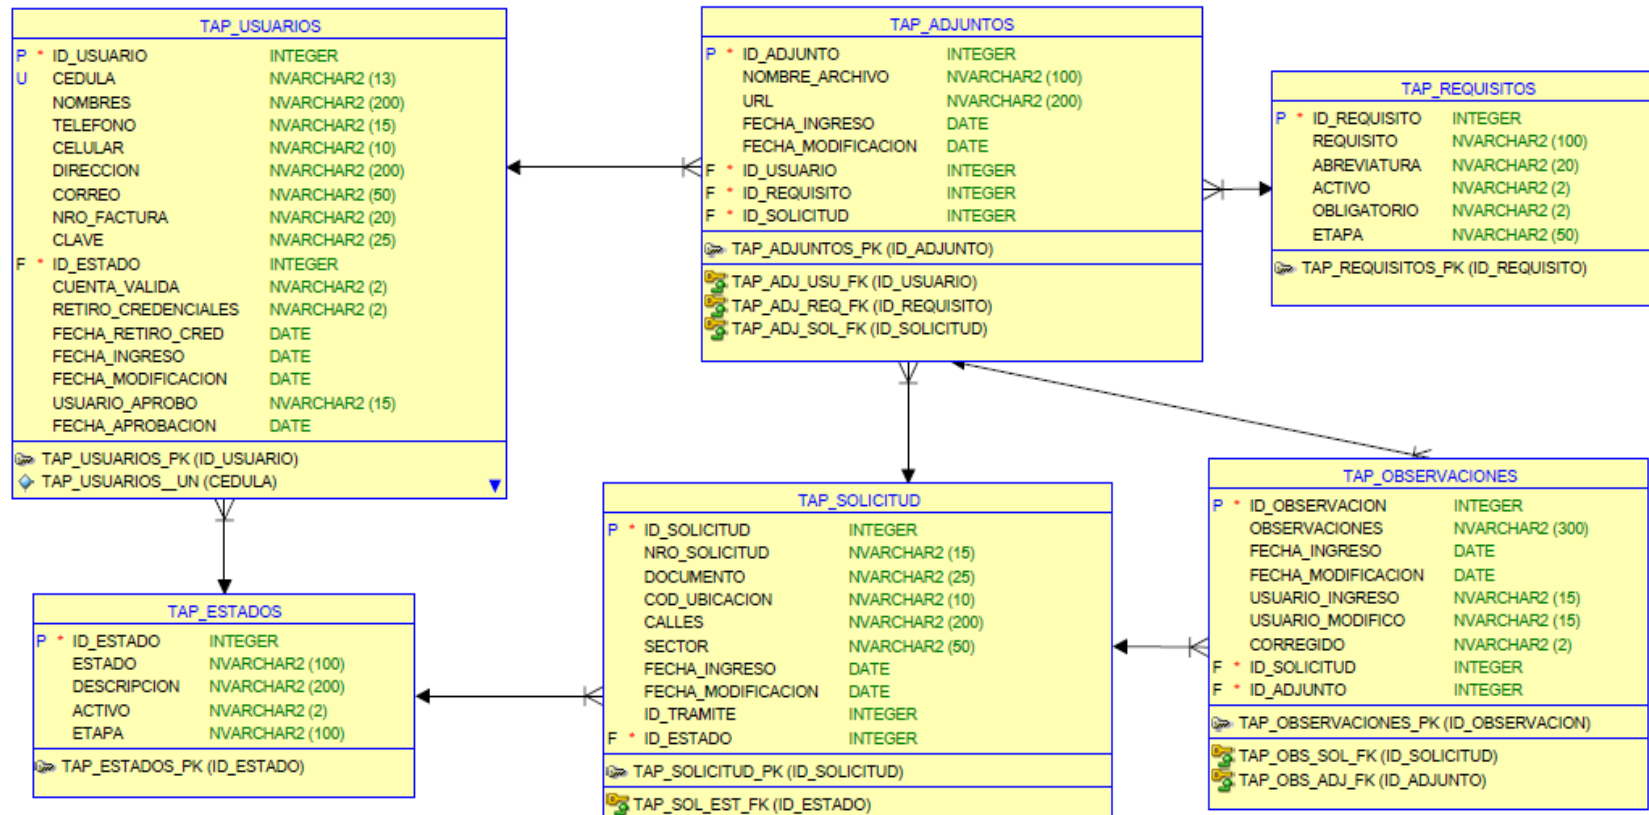 TAP_USUARIOS
P * ID_USUARIO INTEGER
U CEDULA NVARCHAR2 (13)
NOMBRES NVARCHAR2 (200)
TELEFONO NVARCHAR2 (15)
CELULAR NVARCHAR2 (10)
DIRECCION NVARCHAR2 (200)
CORREO NVARCHAR2 (50)
NRO_FACTURA NVARCHAR2 (20)
CLAVE NVARCHAR2 (25)
F * ID_ESTADO INTEGER
CUENTA_VALIDA NVARCHAR2 (2)
RETIRO_CREDENCIALES NVARCHAR2 (2)
FECHA_RETIRO_CRED DATE
FECHA_INGRESO DATE
FECHA_MODIFICACION DATE
USUARIO_APROBO NVARCHAR2 (15)
FECHA_APROBACION DATE
TAP_USUARIOS_PK (ID_USUARIO)
TAP_USUARIOS__UN (CEDULA)
TAP_ADJUNTOS
P * ID_ADJUNTO INTEGER
NOMBRE_ARCHIVO NVARCHAR2 (100)
URL NVARCHAR2 (200)
FECHA_INGRESO DATE
FECHA_MODIFICACION DATE
F * ID_USUARIO INTEGER
F * ID_REQUISITO INTEGER
F * ID_SOLICITUD INTEGER
TAP_ADJUNTOS_PK (ID_ADJUNTO)
TAP_ADJ_USU_FK (ID_USUARIO)
TAP_ADJ_REQ_FK (ID_REQUISITO)
TAP_ADJ_SOL_FK (ID_SOLICITUD)
TAP_REQUISITOS
P * ID_REQUISITO INTEGER
REQUISITO NVARCHAR2 (100)
ABREVIATURA NVARCHAR2 (20)
ACTIVO NVARCHAR2 (2)
OBLIGATORIO NVARCHAR2 (2)
ETAPA NVARCHAR2 (50)
TAP_REQUISITOS_PK (ID_REQUISITO)
TAP_ESTADOS
P * ID_ESTADO INTEGER
ESTADO NVARCHAR2 (100)
DESCRIPCION NVARCHAR2 (200)
ACTIVO NVARCHAR2 (2)
ETAPA NVARCHAR2 (100)
TAP_ESTADOS_PK (ID_ESTADO)
TAP_SOLICITUD
P * ID_SOLICITUD INTEGER
NRO_SOLICITUD NVARCHAR2 (15)
DOCUMENTO NVARCHAR2 (25)
COD_UBICACION NVARCHAR2 (10)
CALLES NVARCHAR2 (200)
SECTOR NVARCHAR2 (50)
FECHA_INGRESO DATE
FECHA_MODIFICACION DATE
ID_TRAMITE INTEGER
F * ID_ESTADO INTEGER
TAP_SOLICITUD_PK (ID_SOLICITUD)
TAP_SOL_EST_FK (ID_ESTADO)
TAP_OBSERVACIONES
P * ID_OBSERVACION INTEGER
OBSERVACIONES NVARCHAR2 (300)
FECHA_INGRESO DATE
FECHA_MODIFICACION DATE
USUARIO_INGRESO NVARCHAR2 (15)
USUARIO_MODIFICO NVARCHAR2 (15)
CORREGIDO NVARCHAR2 (2)
F * ID_SOLICITUD INTEGER
F * ID_ADJUNTO INTEGER
TAP_OBSERVACIONES_PK (ID_OBSERVACION)
TAP_OBS_SOL_FK (ID_SOLICITUD)
TAP_OBS_ADJ_FK (ID_ADJUNTO)